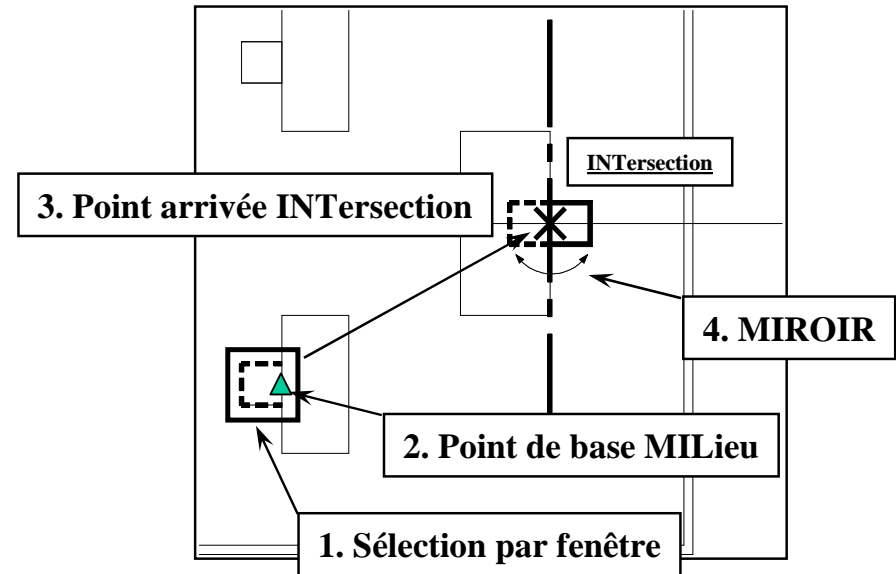 INTersection
3. Point arrivée INTersection
4. MIROIR
2. Point de base MILieu
1. Sélection par fenêtre